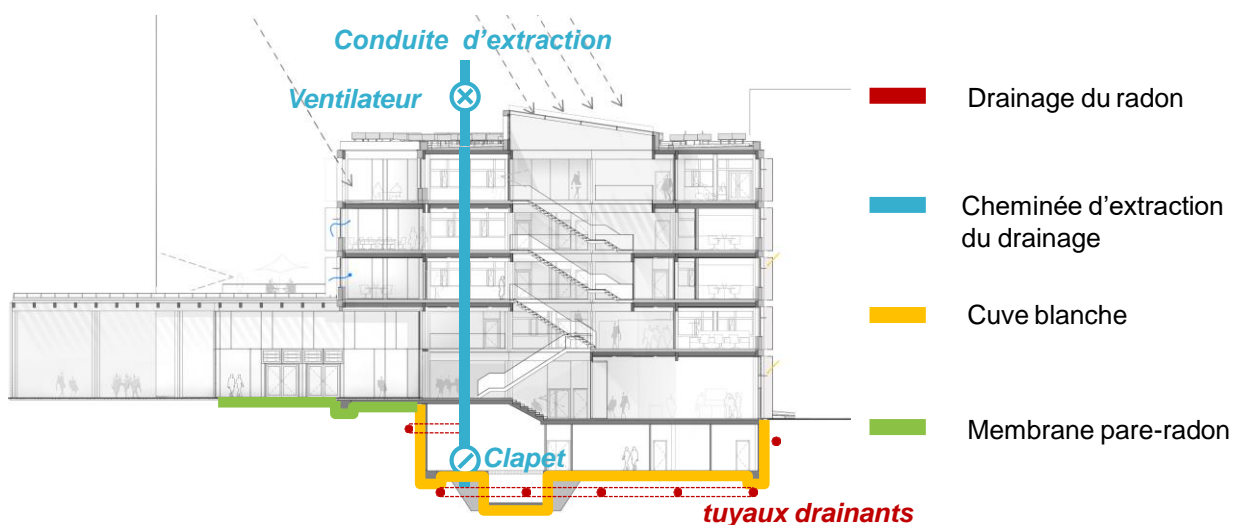 Conduite d'extraction
Ventilateur
Clapet
tuyaux drainants
Drainage du radon
Cheminée d'extraction
du drainage
Cuve blanche
Membrane pare-radon